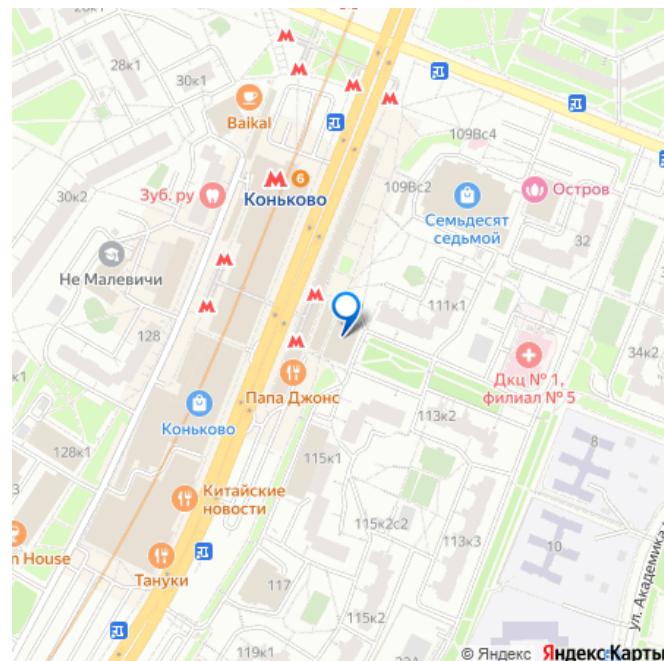 28к1
30к1
Baikal
109Вс4
30к2
Зуб. ру
6
Коньково
109Вс2
Остров
Семьдесят
седьмой
32
Не Малевичи
111к1
128
34к2
Дкц № 1,
филиал № 5
Папа Джонс
Коньково
113к2
8
128к1
115к1
Китайские
новости
115к2с2
113к3
10
n House
Тануки
117
115к2
119к1
ул. Академика
© Яндекс Яндекс Карты